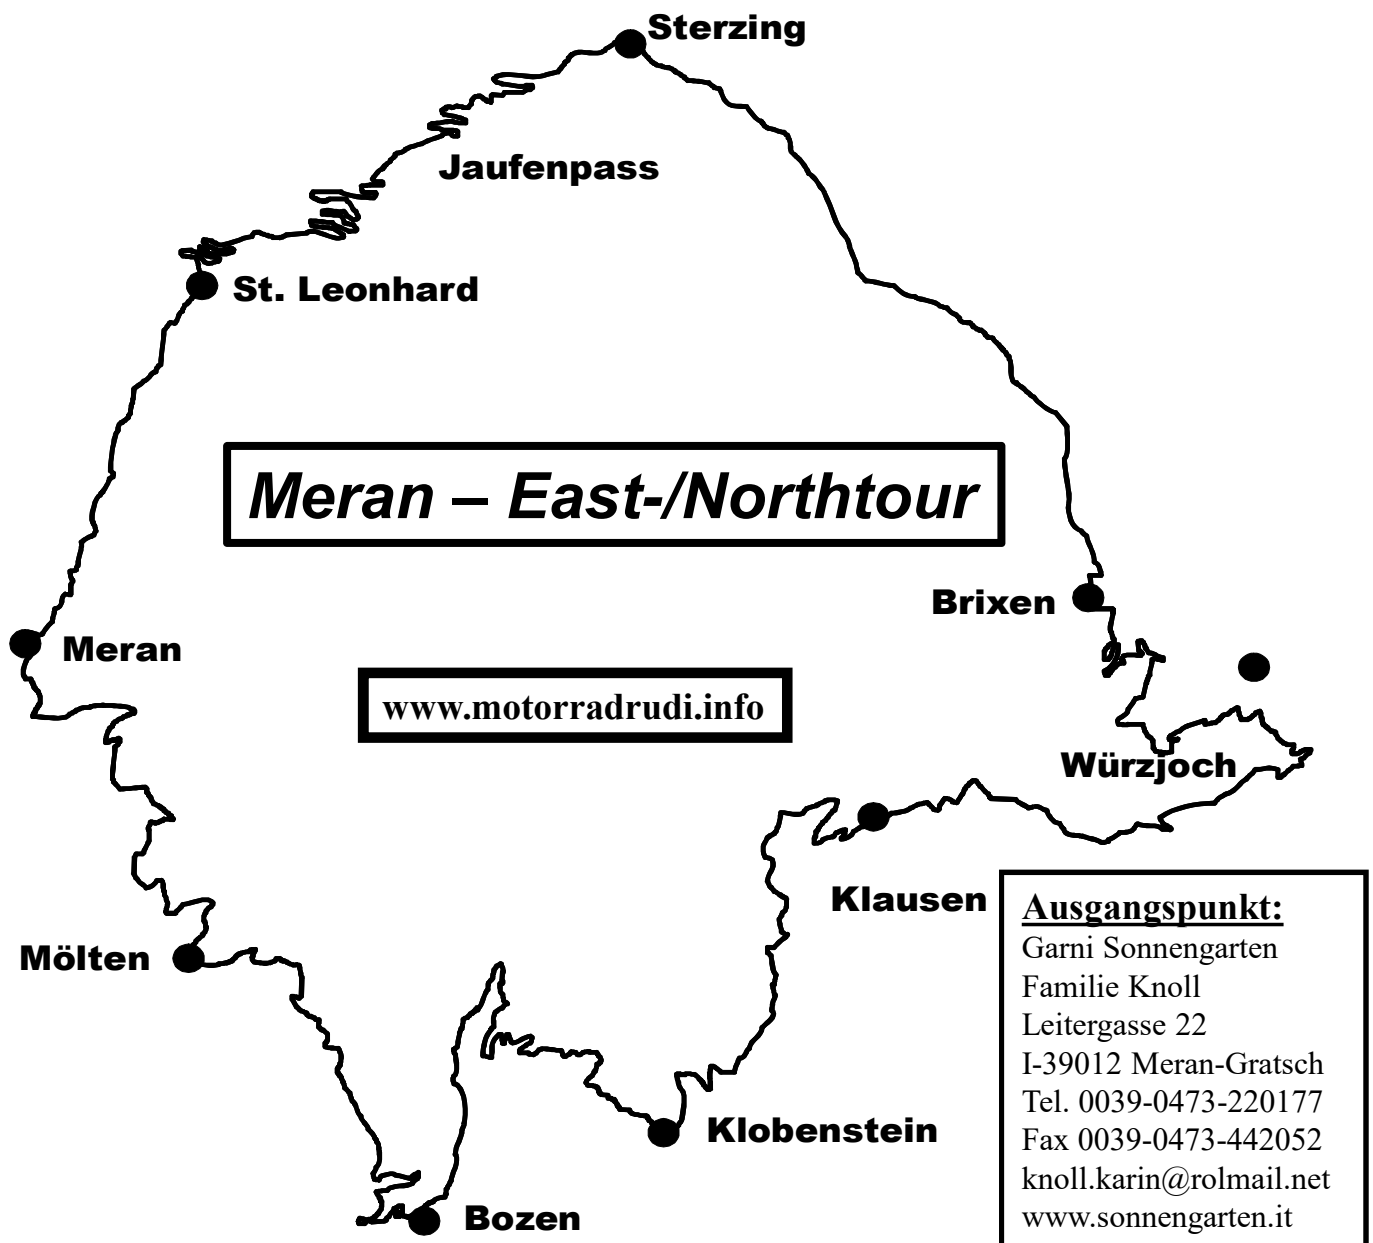 Sterzing
Jaufenpass
St. Leonhard
Meran – East-/Northtour
Brixen
Meran
www.motorradrudi.info
Würzjoch
Klausen
Mölten
Klobenstein
Bozen
Ausgangspunkt:
Garni Sonnengarten
Familie Knoll
Leitergasse 22
I-39012 Meran-Gratsch
Tel. 0039-0473-220177
Fax 0039-0473-442052
knoll.karin@rolmail.net
www.sonnengarten.it